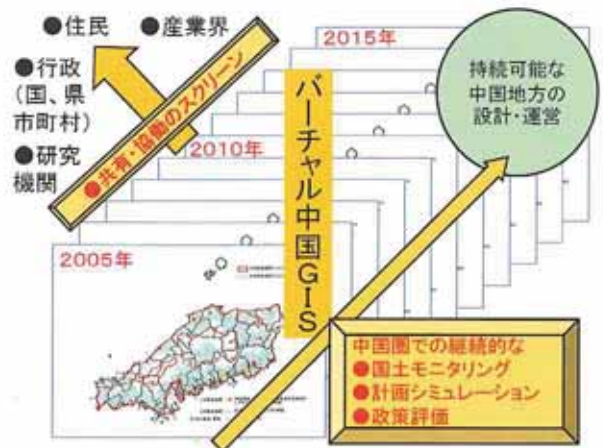 ●住民 ●産業界
●行政
(国、県
市町村)
●研究
機関
●共有・協働のスクリーン
2015年
2010年
2005年
バーチャル中国GIS
持続可能な
中国地方の
設計・運営
中国圏での継続的な
●国土モニタリング
●計画シミュレーション
●政策評価